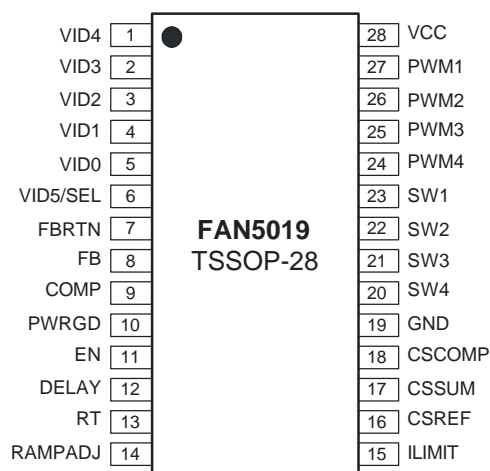 VID4 1 28 VCC
VID3 2 27 PWM1
VID2 3 26 PWM2
VID1 4 25 PWM3
VID0 5 24 PWM4
VID5/SEL 6 23 SW1
FBRTN 7 22 SW2
FAN5019
FB 8 21 SW3
TSSOP-28
COMP 9 20 SW4
PWRGD 10 19 GND
EN 11 18 CSCOMP
DELAY 12 17 CSSUM
RT 13 16 CSREF
RAMPADJ 14 15 ILIMIT